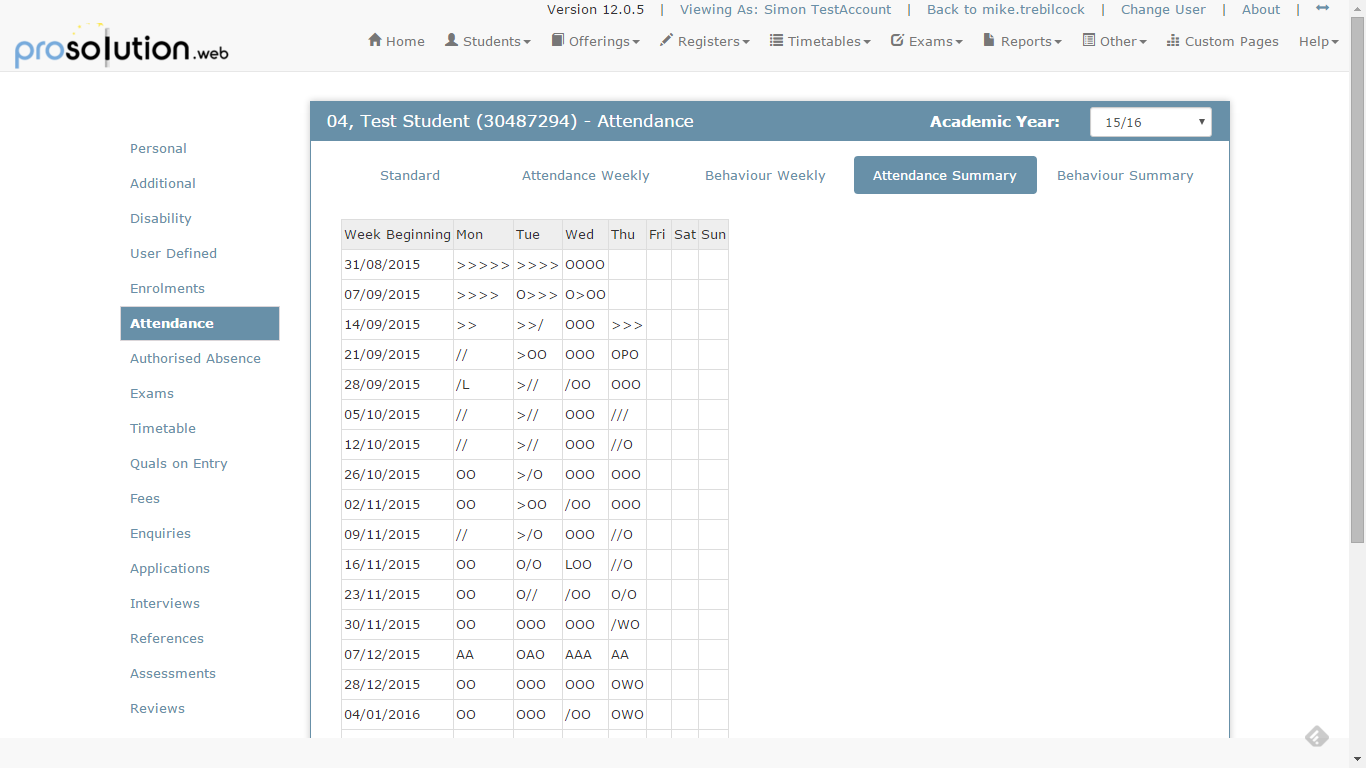 Version 12.0.5 | Viewing As: Simon TestAccount | Back to mike.trebilcock | Change User | About |
prosolution.web
Home Students Offerings Registers Timetables Exams Reports Other Custom Pages Help
04, Test Student (30487294) - Attendance Academic Year: 15/16
Personal
Additional
Disability
User Defined
Enrolments
Attendance
Authorised Absence
Exams
Timetable
Quals on Entry
Fees
Enquiries
Applications
Interviews
References
Assessments
Reviews
Standard Attendance Weekly Behaviour Weekly Attendance Summary Behaviour Summary
Week Beginning Mon Tue Wed Thu Fri Sat Sun
31/08/2015 >>>>> >>>> OOOO
07/09/2015 >>>> O>>> O>OO
14/09/2015 >> >>/ OOO >>>
21/09/2015 // >OO OOO OPO
28/09/2015 /L >// /OO OOO
05/10/2015 // >// OOO ///
12/10/2015 // >// OOO //O
26/10/2015 OO >/O OOO OOO
02/11/2015 OO >OO /OO OOO
09/11/2015 // >/O OOO //O
16/11/2015 OO O/O LOO //O
23/11/2015 OO O// /OO O/O
30/11/2015 OO OOO OOO /WO
07/12/2015 AA OAO AAA AA
28/12/2015 OO OOO OOO OWO
04/01/2016 OO OOO /OO OWO